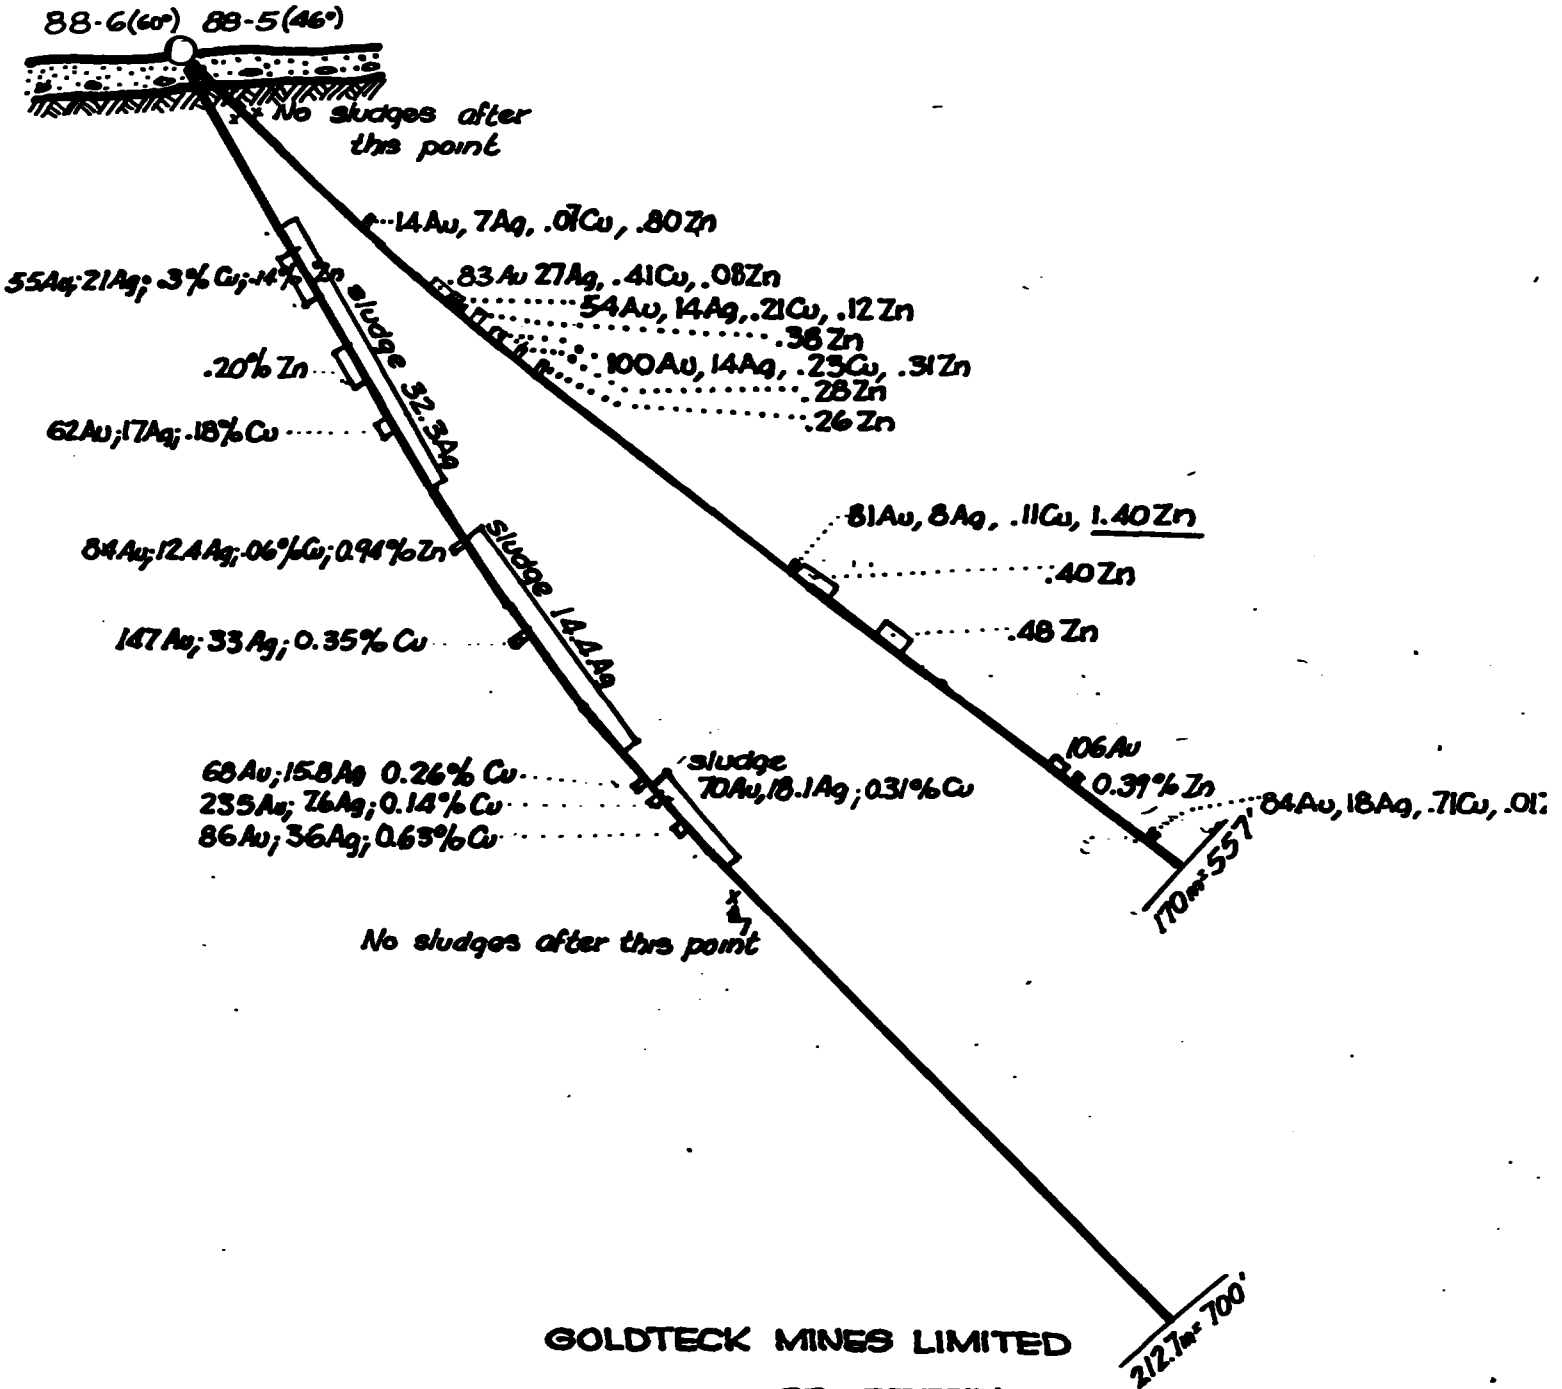 88-6(60°) 88-5(46°)
No sludges after
this point
14Au, 7Ag, .07Cu, .80Zn
55Au; 21Ag; .3% Cu; .14% Zn
.83Au 27Ag, .41Cu, .08Zn
54Au, 14Ag, .21Cu, .12Zn
.38Zn
100Au, 14Ag, .23Cu, .31Zn
.28Zn
.26Zn
sludge 32.3Ag
.20% Zn
62Au; 17Ag; .18% Cu
81Au, 8Ag, .11Cu, 1.40Zn
.40Zn
.48Zn
84Au; 12.4Ag; .06% Cu; 0.94% Zn
sludge 14.4Ag
147Au; 33Ag; 0.35% Cu
106Au
0.39% Zn
84Au, 18Ag, .71Cu, .01
68Au; 15.8Ag 0.26% Cu
235Au; 7.6Ag; 0.14% Cu
86Au; 36Ag; 0.63% Cu
sludge
70Au, 18.1Ag; 0.31% Cu
170m=557'
No sludges after this point
212.7m=700'
GOLDTECK MINES LIMITED